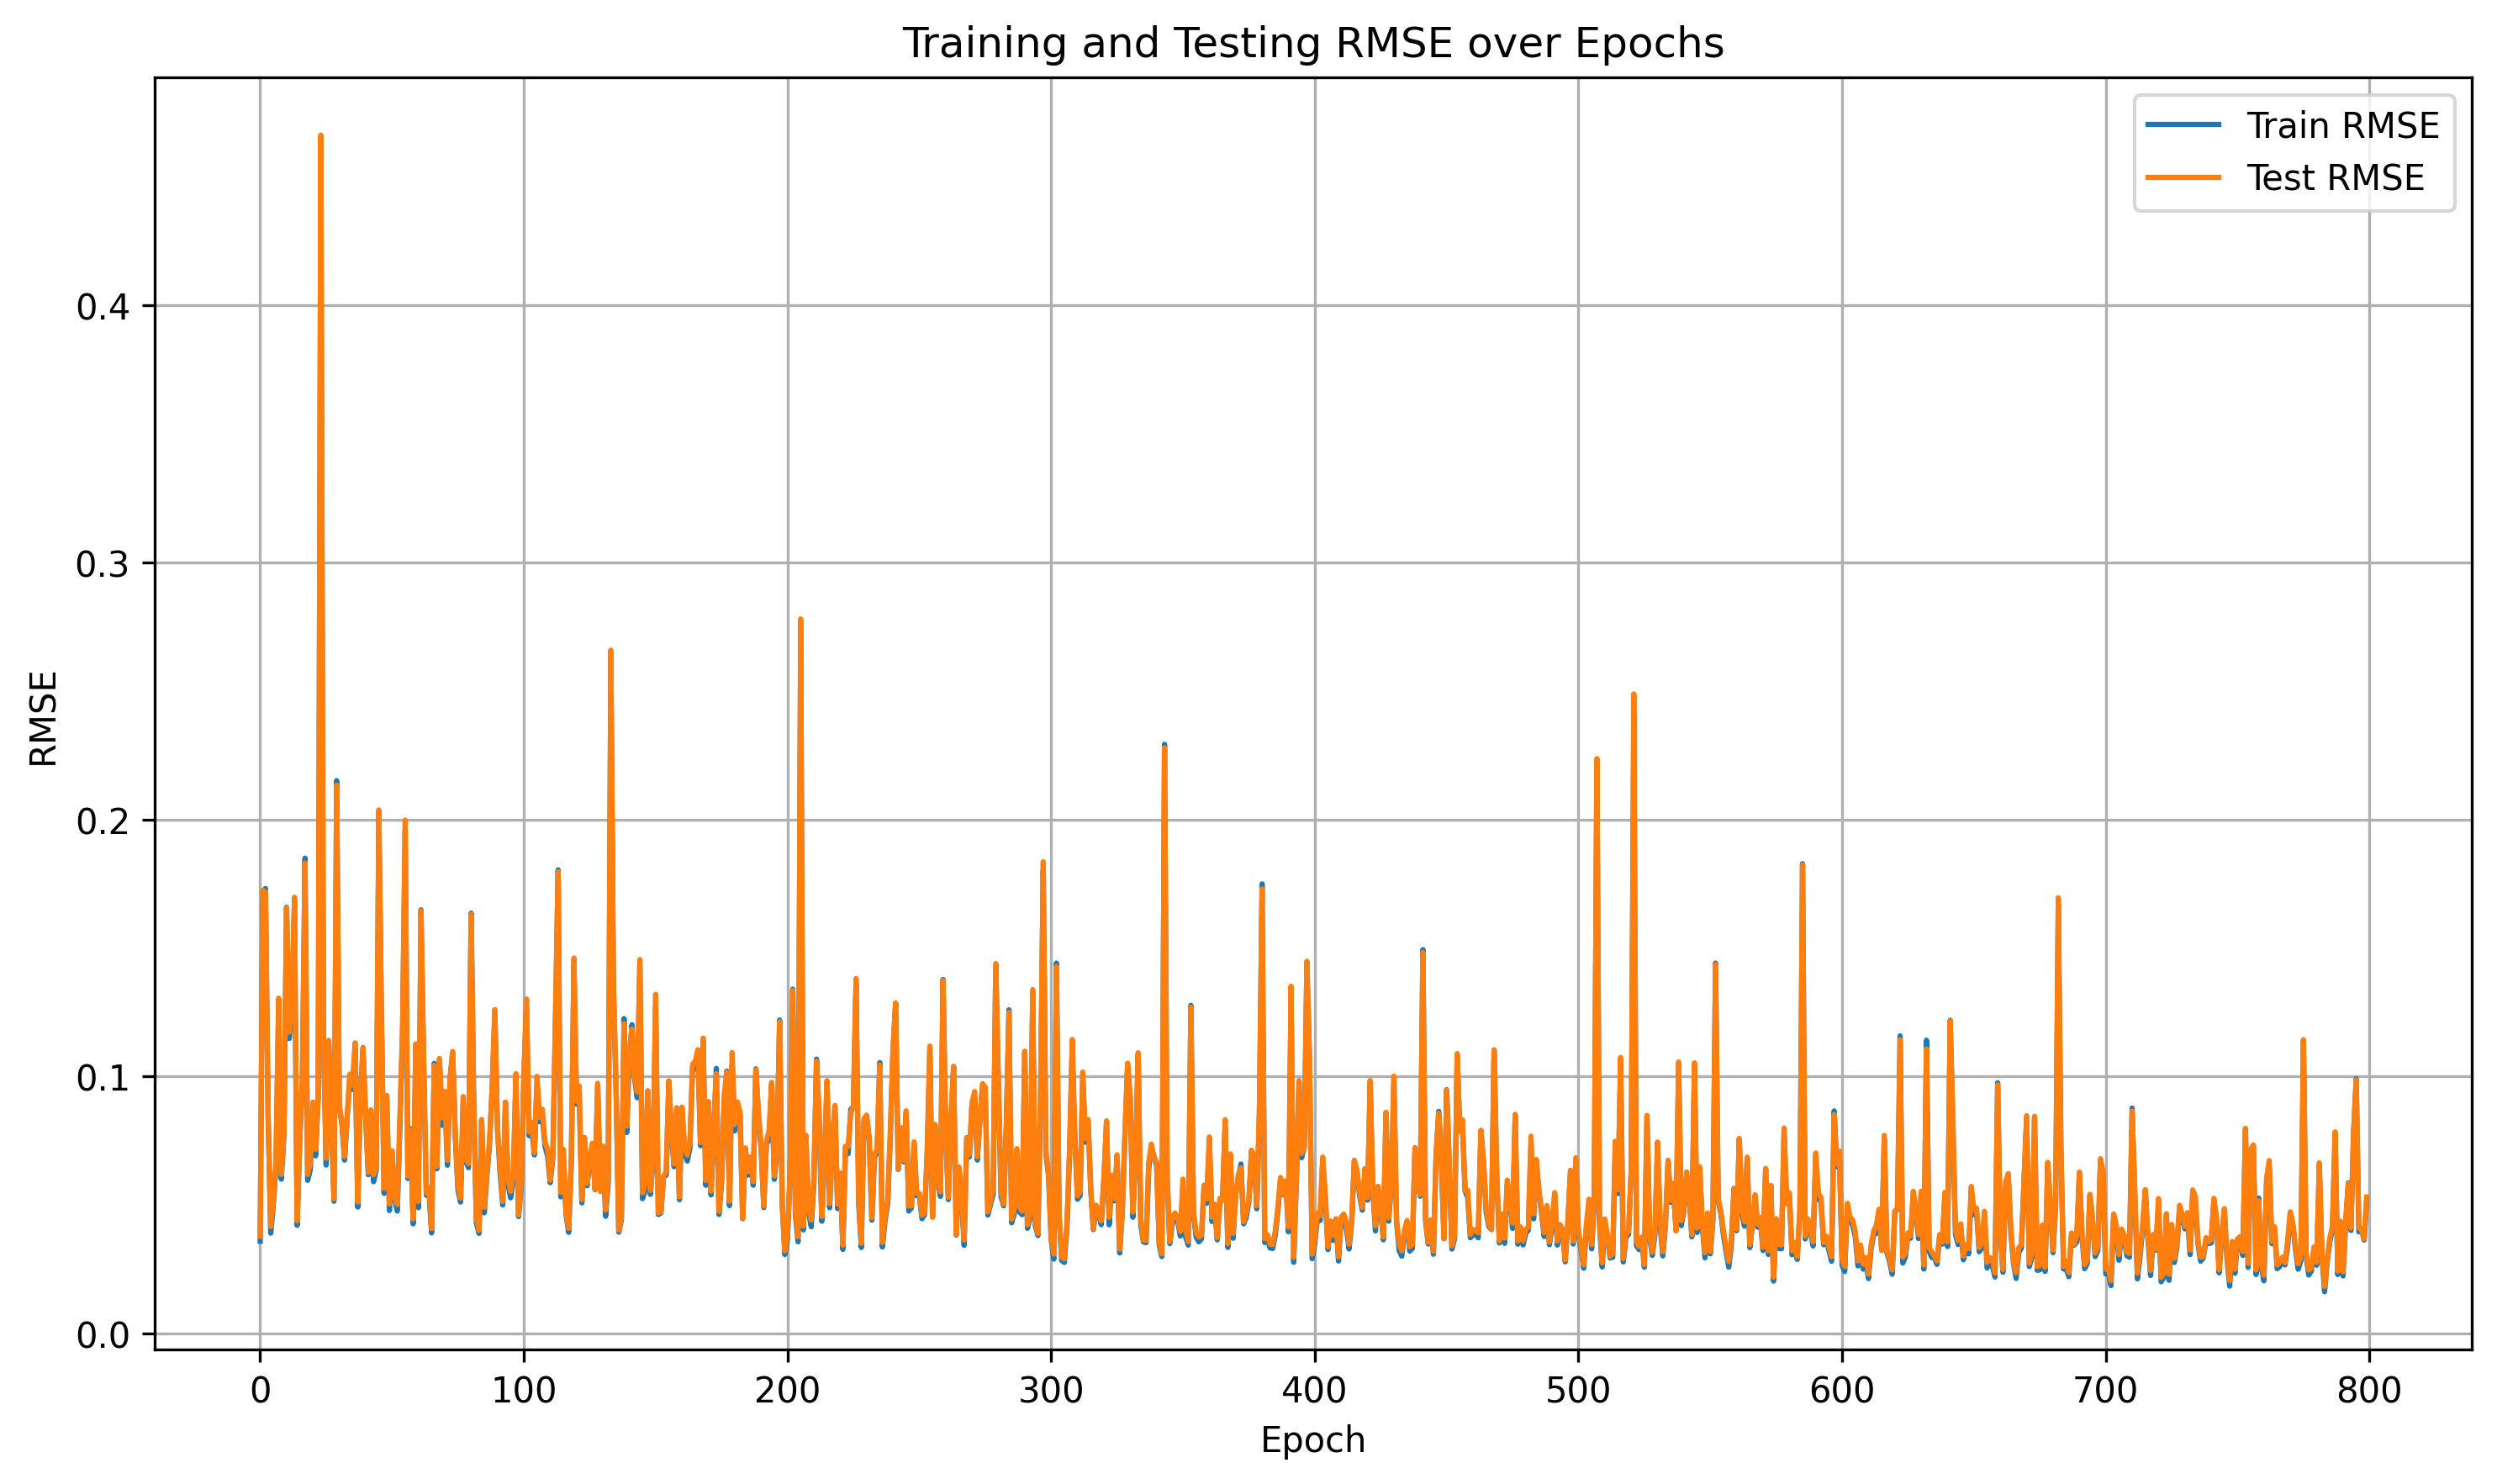 Training and Testing RMSE over Epochs
Train RMSE
Test RMSE
0.4
0.3
0.2
0.1
0.0
RMSE
0 100 200 300 400 500 600 700 800
Epoch